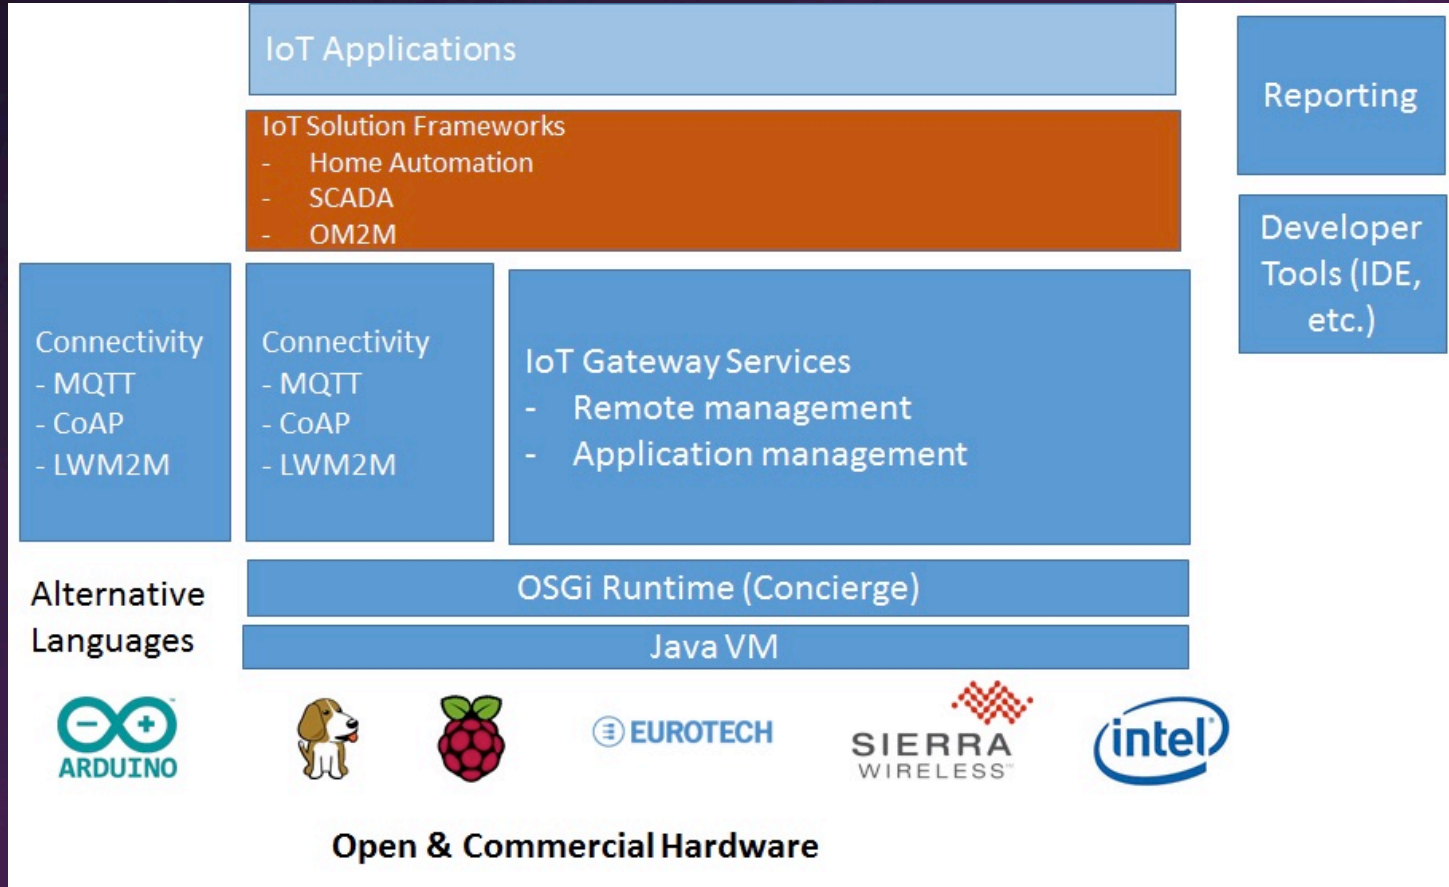 IoT Applications
IoT Solution Frameworks
- Home Automation
- SCADA
- OM2M
Connectivity
- MQTT
- CoAP
- LWM2M
Connectivity
- MQTT
- CoAP
- LWM2M
IoT Gateway Services
- Remote management
- Application management
Reporting
Developer
Tools (IDE,
etc.)
OSGi Runtime (Concierge)
Java VM
Alternative
Languages
ARDUINO
EUROTECH
SIERRA
WIRELESS™
intel®
Open & Commercial Hardware